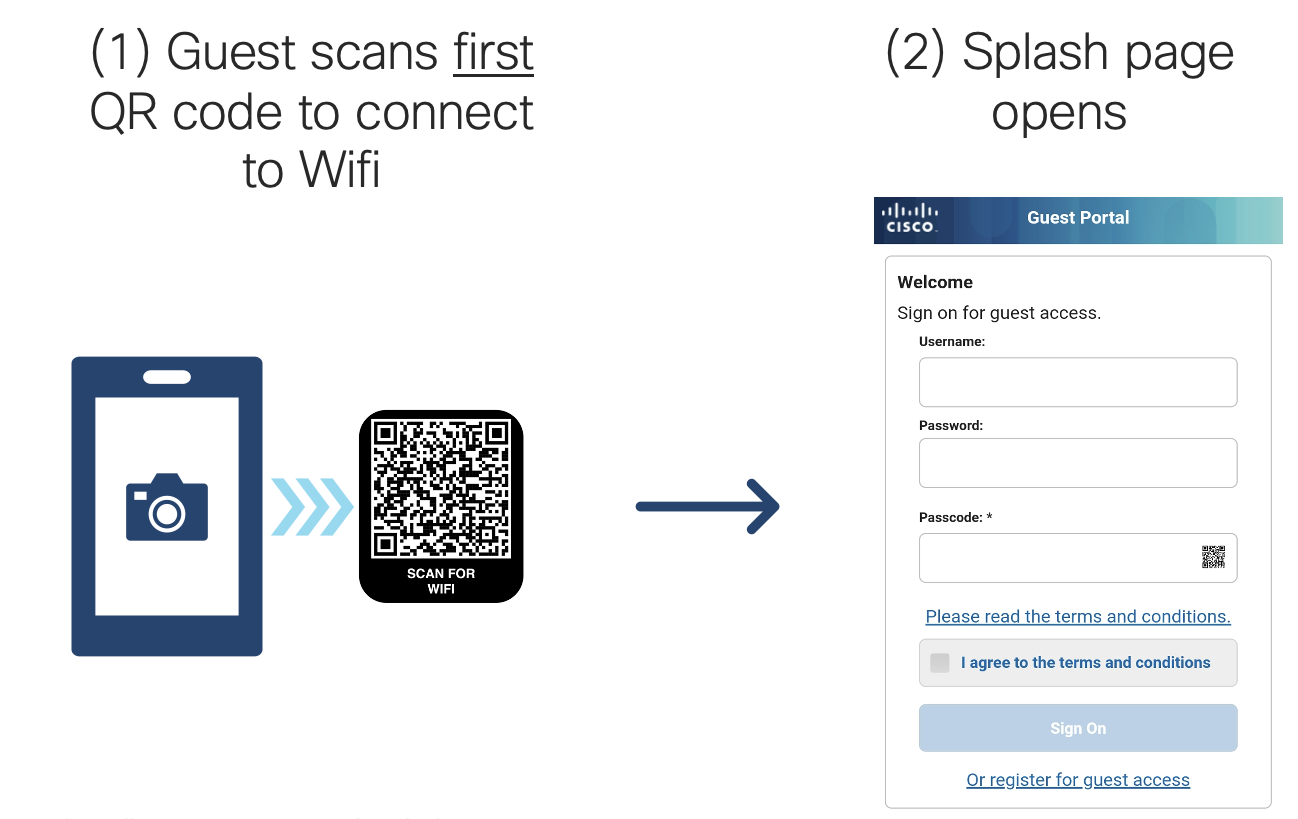 (1) Guest scans first
QR code to connect
to Wifi
SCAN FOR
WIFI
(2) Splash page
opens
CISCO
Guest Portal
Welcome
Sign on for guest access.
Username:
Password:
Passcode: *
Please read the terms and conditions.
I agree to the terms and conditions
Sign On
Or register for guest access